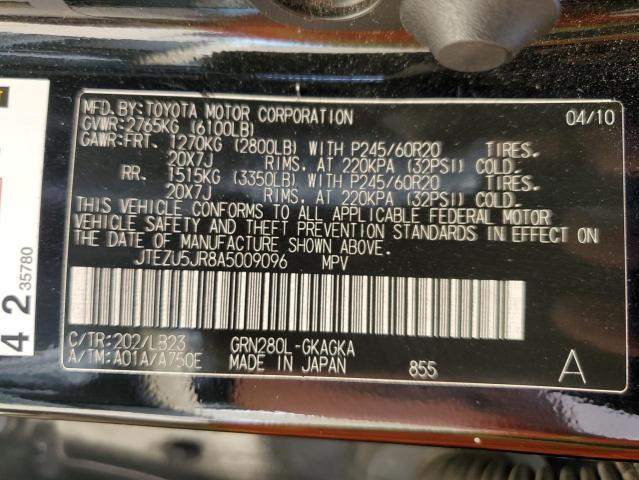 MFD.BY:TOYOTA MOTOR CORPORATION 04/10
GVWR:2765KG (6100LB)
GAWR:FRT. 1270KG (2800LB) WITH P245/60R20 TIRES.
20X7J RIMS, AT 220KPA (32PSI) COLD.
RR. 1515KG (3350LB) WITH P245/60R20 TIRES.
20X7J RIMS, AT 220KPA (32PSI) COLD.
THIS VEHICLE CONFORMS TO ALL APPLICABLE FEDERAL MOTOR
VEHICLE SAFETY AND THEFT PREVENTION STANDARDS IN EFFECT ON
THE DATE OF MANUFACTURE SHOWN ABOVE.
JTEZU5JR8A5009096 MPV
C/TR:202/LB23 GRN280L-GKAGKA
A/TM:A01A/A750E MADE IN JAPAN 855 A
42 35780